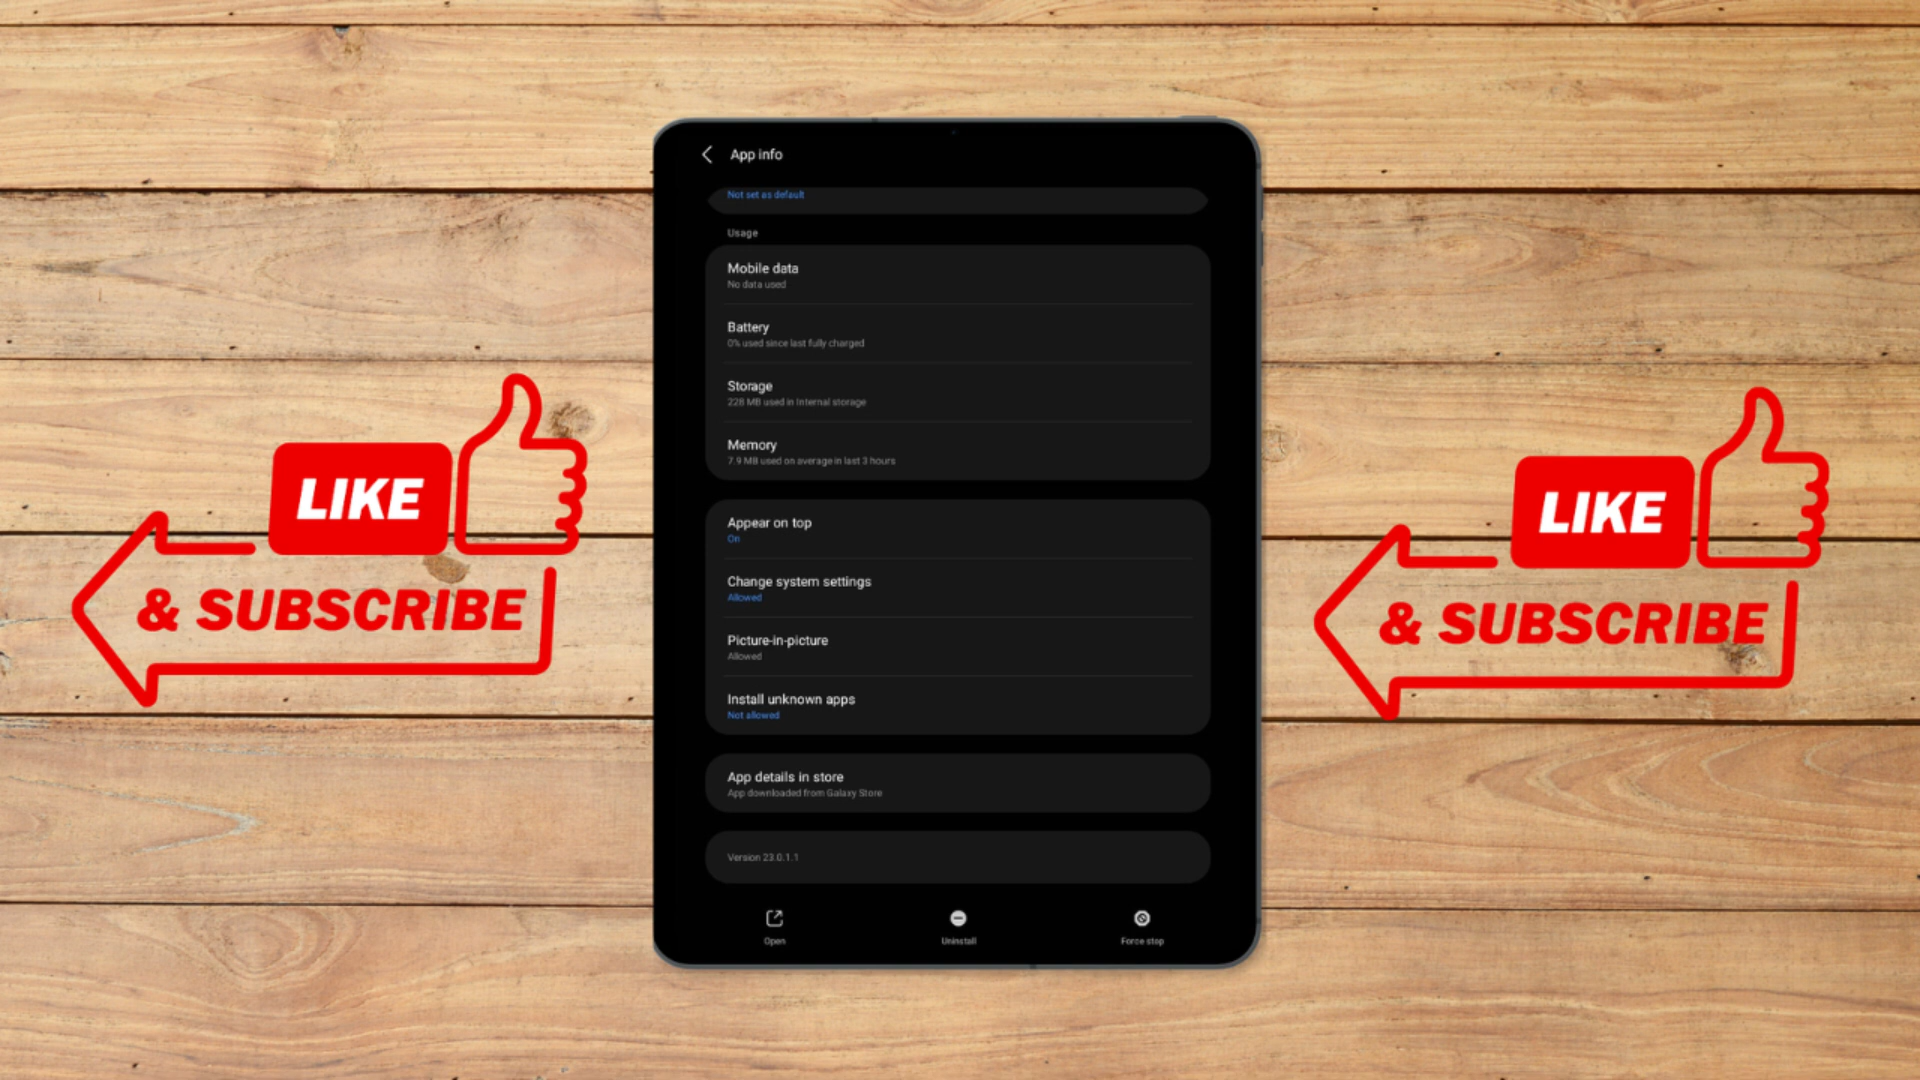 App info
Not set as default
Usage
Mobile data
No data used
Battery
0% used since last fully charged
Storage
228 MB used in Internal storage
Memory
7.9 MB used on average in last 3 hours
Appear on top
On
Change system settings
Allowed
Picture-in-picture
Allowed
Install unknown apps
Not allowed
App details in store
App downloaded from Galaxy Store
Version 23.0.1.1
Open
Uninstall
Force stop
LIKE
& SUBSCRIBE
LIKE
& SUBSCRIBE